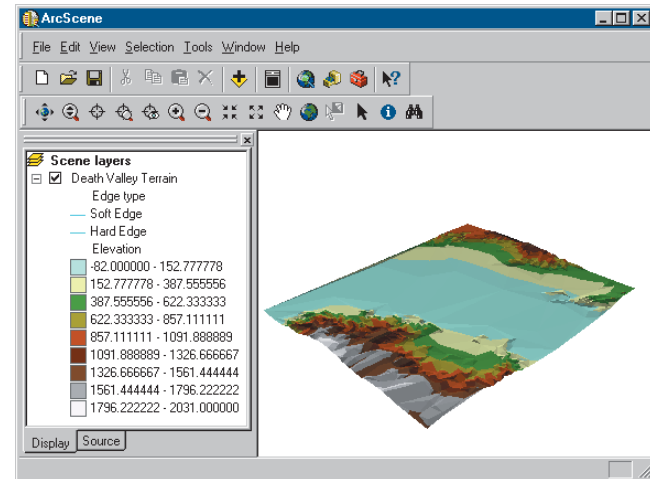 ArcScene
File Edit View Selection Tools Window Help
Scene layers
Death Valley Terrain
Edge type
Soft Edge
Hard Edge
Elevation
-82.000000 - 152.777778
152.777778 - 387.555556
387.555556 - 622.333333
622.333333 - 857.111111
857.111111 - 1091.888889
1091.888889 - 1326.666667
1326.666667 - 1561.444444
1561.444444 - 1796.222222
1796.222222 - 2031.000000
Display Source